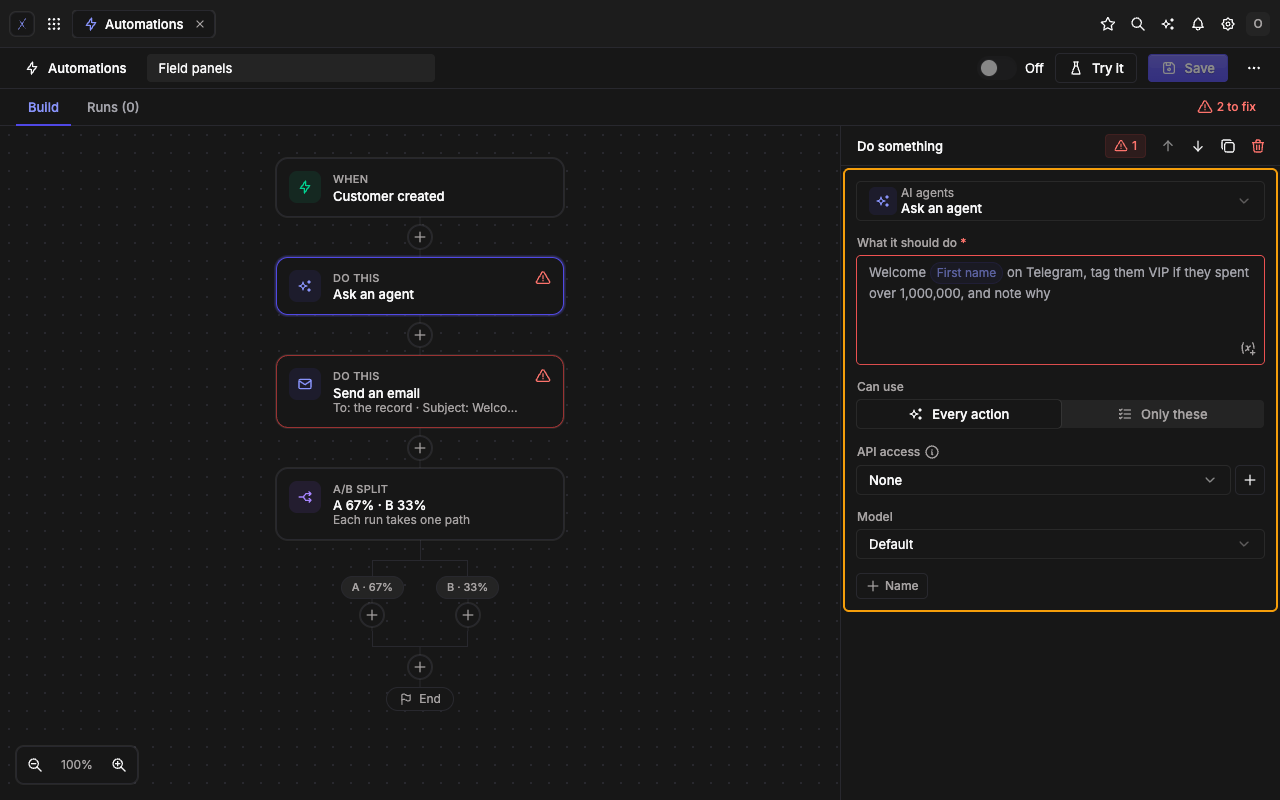 Automations
O
Automations
Field panels
Off
Try it
Save
Build
Runs (0)
2 to fix
WHEN
Customer created
DO THIS
Ask an agent
DO THIS
Send an email
To: the record · Subject: Welco...
A/B SPLIT
A 67% · B 33%
Each run takes one path
A · 67%
B · 33%
End
100%
Do something
1
AI agents
Ask an agent
What it should do *
Welcome First name on Telegram, tag them VIP if they spent
over 1,000,000, and note why
Can use
Every action
Only these
API access
None
Model
Default
Name